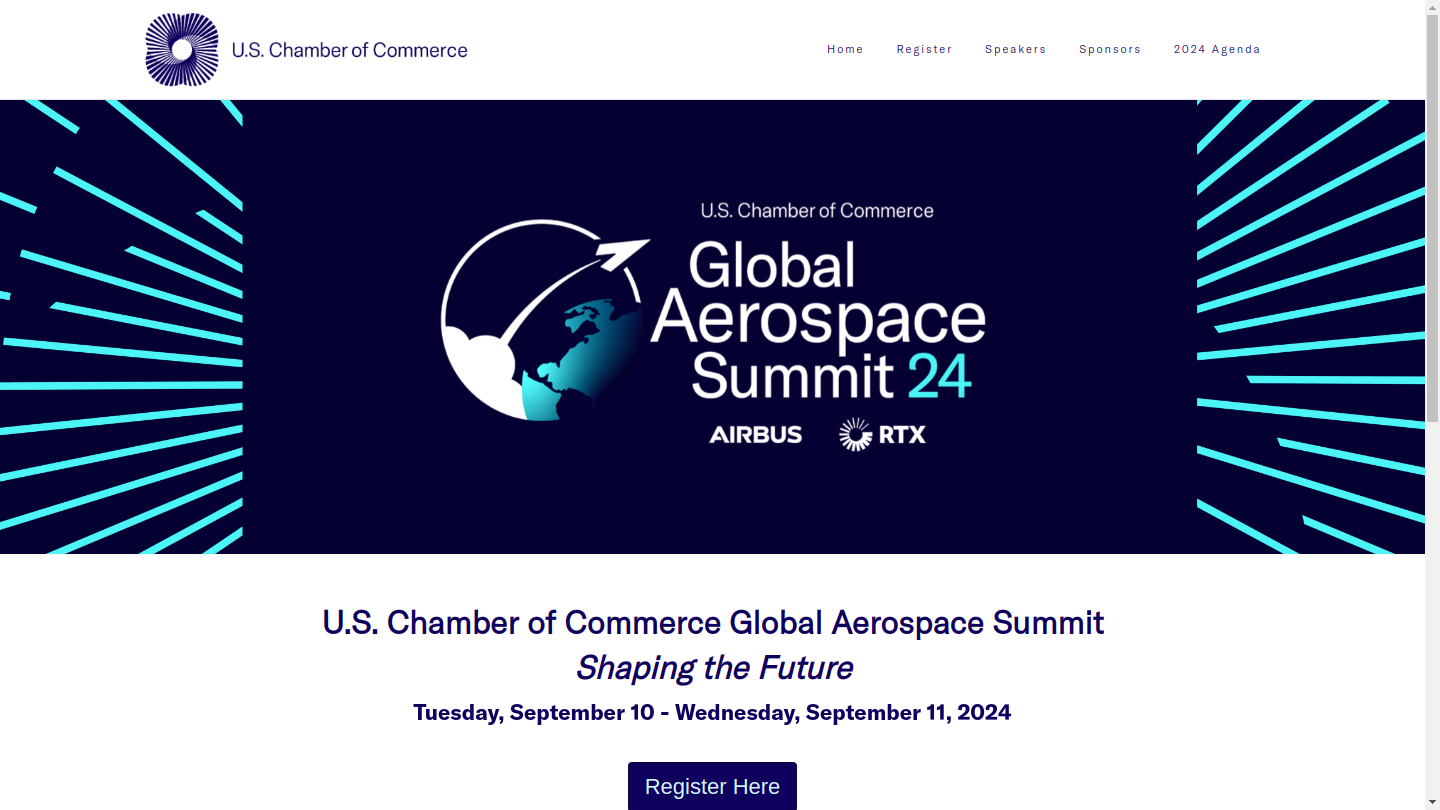 U.S. Chamber of Commerce
Home Register Speakers Sponsors 2024 Agenda
U.S. Chamber of Commerce
Global
Aerospace
Summit 24
AIRBUS RTX
U.S. Chamber of Commerce Global Aerospace Summit
Shaping the Future
Tuesday, September 10 - Wednesday, September 11, 2024
Register Here